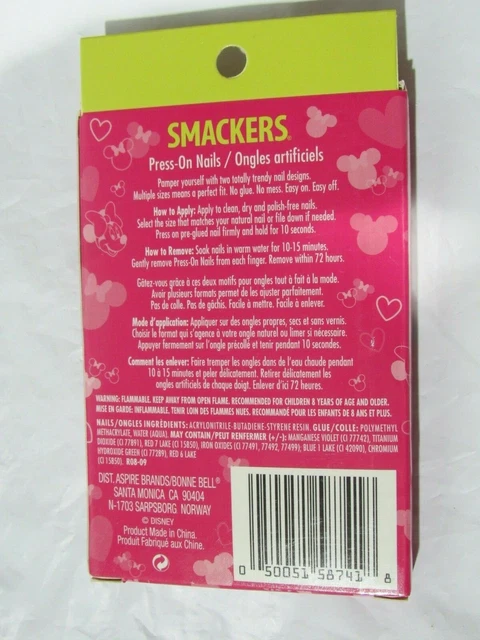 SMACKERS
Press-On Nails / Ongles artificiels
Pamper yourself with two totally trendy nail designs.
Multiple sizes means a perfect fit. No glue. No mess. Easy on. Easy off.
How to Apply: Apply to clean, dry and polish-free nails.
Select the size that matches your natural nail or file down if needed.
Press on pre-glued nail firmly and hold for 10 seconds.
How to Remove: Soak nails in warm water for 10-15 minutes.
Gently remove Press-On Nails from each finger. Remove within 72 hours.
Gâtez-vous grâce à ces deux motifs pour ongles tout à fait à la mode.
Avoir plusieurs formats permet de les ajuster parfaitement.
Pas de colle. Pas de gâchis. Facile à mettre. Facile à enlever.
Mode d'application: Appliquer sur des ongles propres, secs et sans vernis.
Choisir le format qui s'agence à votre ongle naturel ou limer si nécessaire.
Appuyer fermement sur l'ongle précollé et tenir pendant 10 secondes.
Comment les enlever: Faire tremper les ongles dans de l'eau chaude pendant
10 à 15 minutes et peler délicatement. Retirer délicatement les
ongles artificiels de chaque doigt. Enlever d'ici 72 heures.
WARNING: FLAMMABLE. KEEP AWAY FROM OPEN FLAME. RECOMMENDED FOR CHILDREN 8 YEARS OF AGE AND OLDER.
MISE EN GARDE: INFLAMMABLE. TENIR LOIN DES FLAMMES NUES. RECOMMANDÉ POUR LES ENFANTS DE 8 ANS ET PLUS.
NAILS/ONGLES INGRÉDIENTS: ACRYLONITRILE-BUTADIENE-STYRENE RESIN. GLUE/COLLE: POLYMETHYL
METHACRYLATE, WATER (AQUA). MAY CONTAIN/PEUT RENFERMER (+/-): MANGANESE VIOLET (CI 77742), TITANIUM
DIOXIDE (CI 77891), RED 7 LAKE (CI 15850), IRON OXIDES (CI 77491, 77492, 77499), BLUE 1 LAKE (CI 42090), CHROMIUM
HYDROXIDE GREEN (CI 77289), RED 6 LAKE
(CI 15850). R08-09
DIST. ASPIRE BRANDS/BONNE BELL®
SANTA MONICA CA 90404
N-1703 SARPSBORG NORWAY
© DISNEY
Product Made in China.
Produit Fabriqué aux Chine.
0 50051 58741 8